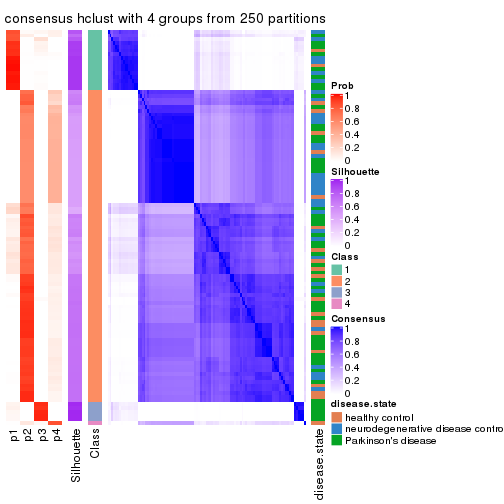 consensus hclust with 4 groups from 250 partitions
Prob
1
0.8
0.6
0.4
0.2
0
Silhouette
1
0.8
0.6
0.4
0.2
0
Class
1
2
3
4
Consensus
1
0.8
0.6
0.4
0.2
0
disease.state
healthy control
neurodegenerative disease contro
Parkinson's disease
p1
p2
p3
p4
Silhouette
Class
disease.state